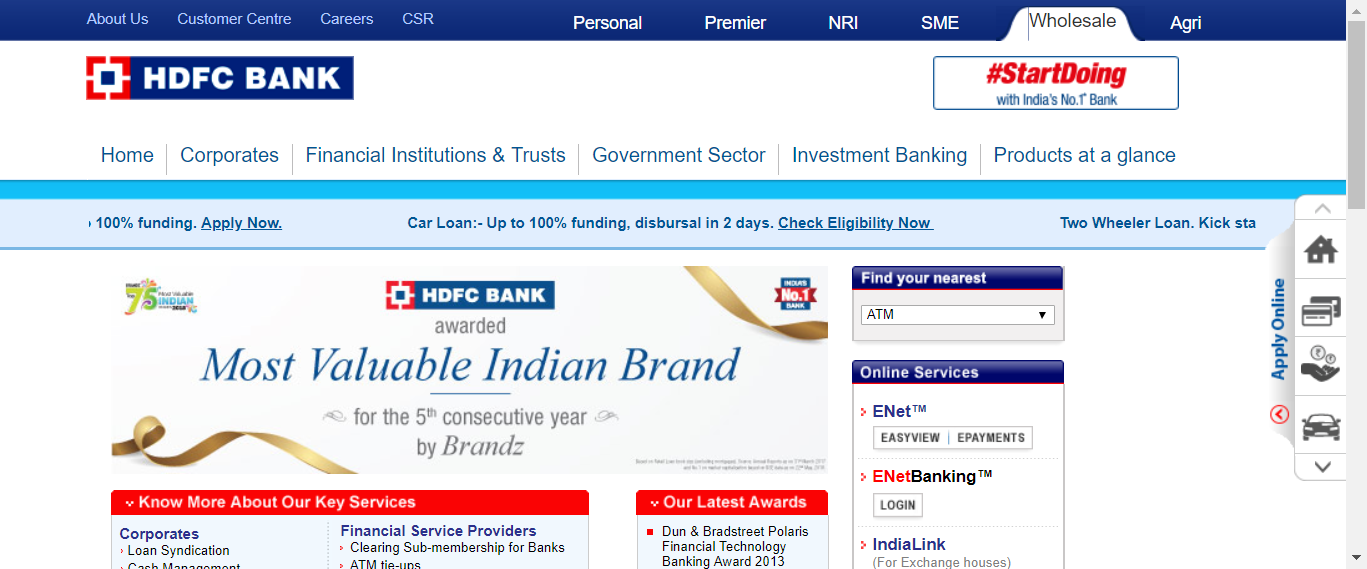 About Us Customer Centre Careers CSR Personal Premier NRI SME Wholesale Agri
HDFC BANK
#StartDoing
with India's No.1* Bank
Home Corporates Financial Institutions & Trusts Government Sector Investment Banking Products at a glance
100% funding. Apply Now. Car Loan:- Up to 100% funding, disbursal in 2 days. Check Eligibility Now Two Wheeler Loan. Kick sta
75 Most Valuable
INDIAN
HDFC BANK
INDIA'S
No.1
BANK
awarded
Most Valuable Indian Brand
for the 5th consecutive year
by Brandz
Find your nearest
ATM
Online Services
ENet™
EASYVIEW | EPAYMENTS
ENetBanking™
LOGIN
IndiaLink
(For Exchange houses)
Apply Online
Know More About Our Key Services
Corporates
› Loan Syndication
› Cash Management
Financial Service Providers
› Clearing Sub-membership for Banks
› ATM tie-ups
Our Latest Awards
Dun & Bradstreet Polaris
Financial Technology
Banking Award 2013